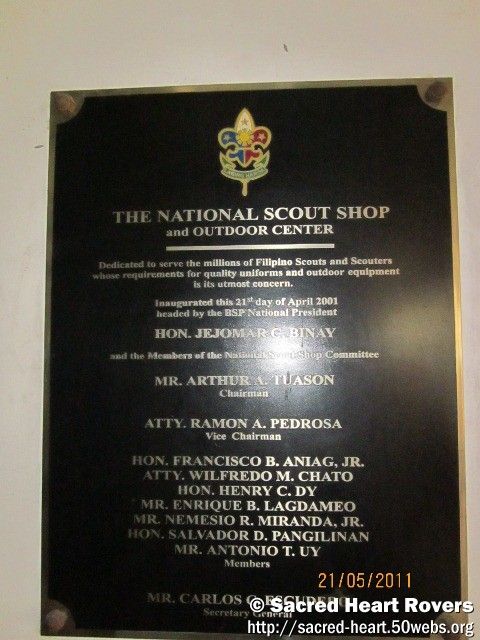 THE NATIONAL SCOUT SHOP
and OUTDOOR CENTER
Dedicated to serve the millions of Filipino Scouts and Scouters
whose requirements for quality uniforms and outdoor equipment
is its utmost concern.
Inaugurated this 21st day of April 2001
headed by the BSP National President
HON. JEJOMAR C. BINAY
and the Members of the National Scout Shop Committee
MR. ARTHUR A. TUASON
Chairman
ATTY. RAMON A. PEDROSA
Vice Chairman
HON. FRANCISCO B. ANIAG, JR.
ATTY. WILFREDO M. CHATO
HON. HENRY C. DY
MR. ENRIQUE B. LAGDAMEO
MR. NEMESIO R. MIRANDA, JR.
HON. SALVADOR D. PANGILINAN
MR. ANTONIO T. UY
Members
21/05/2011
MR. CARLOS C. ESCUDERO
Secretary General
© Sacred Heart Rovers
http://sacred-heart.50webs.org